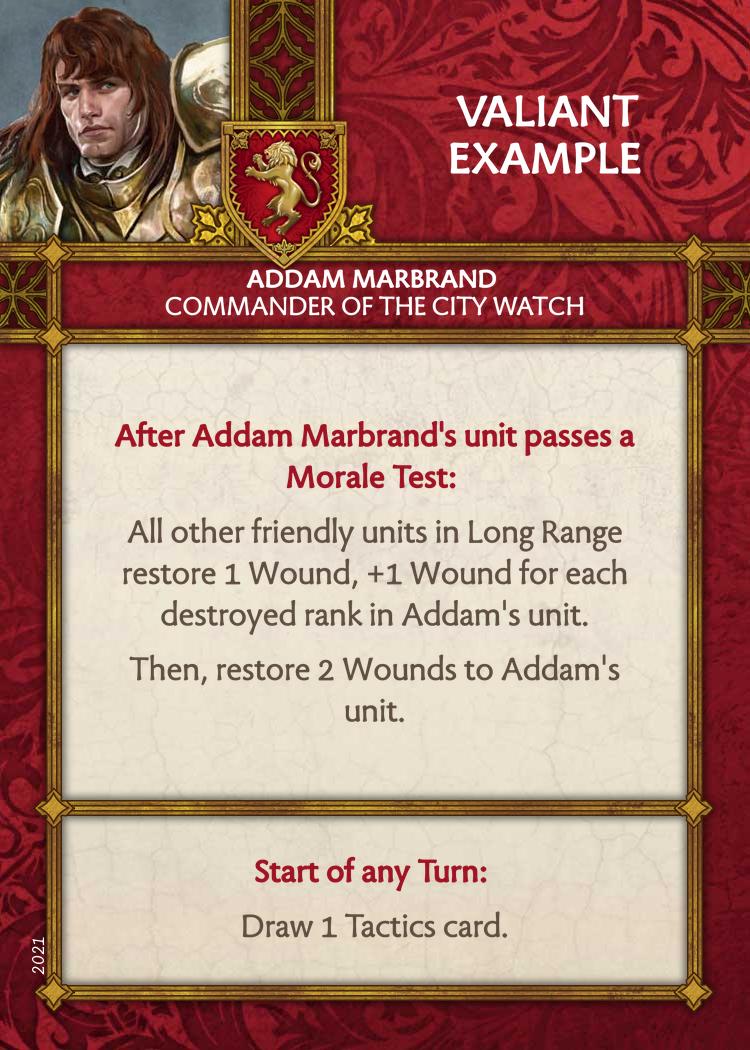 VALIANT
EXAMPLE
ADDAM MARBRAND
COMMANDER OF THE CITY WATCH
After Addam Marbrand's unit passes a
Morale Test:
All other friendly units in Long Range
restore 1 Wound, +1 Wound for each
destroyed rank in Addam's unit.
Then, restore 2 Wounds to Addam's
unit.
Start of any Turn:
Draw 1 Tactics card.
2021